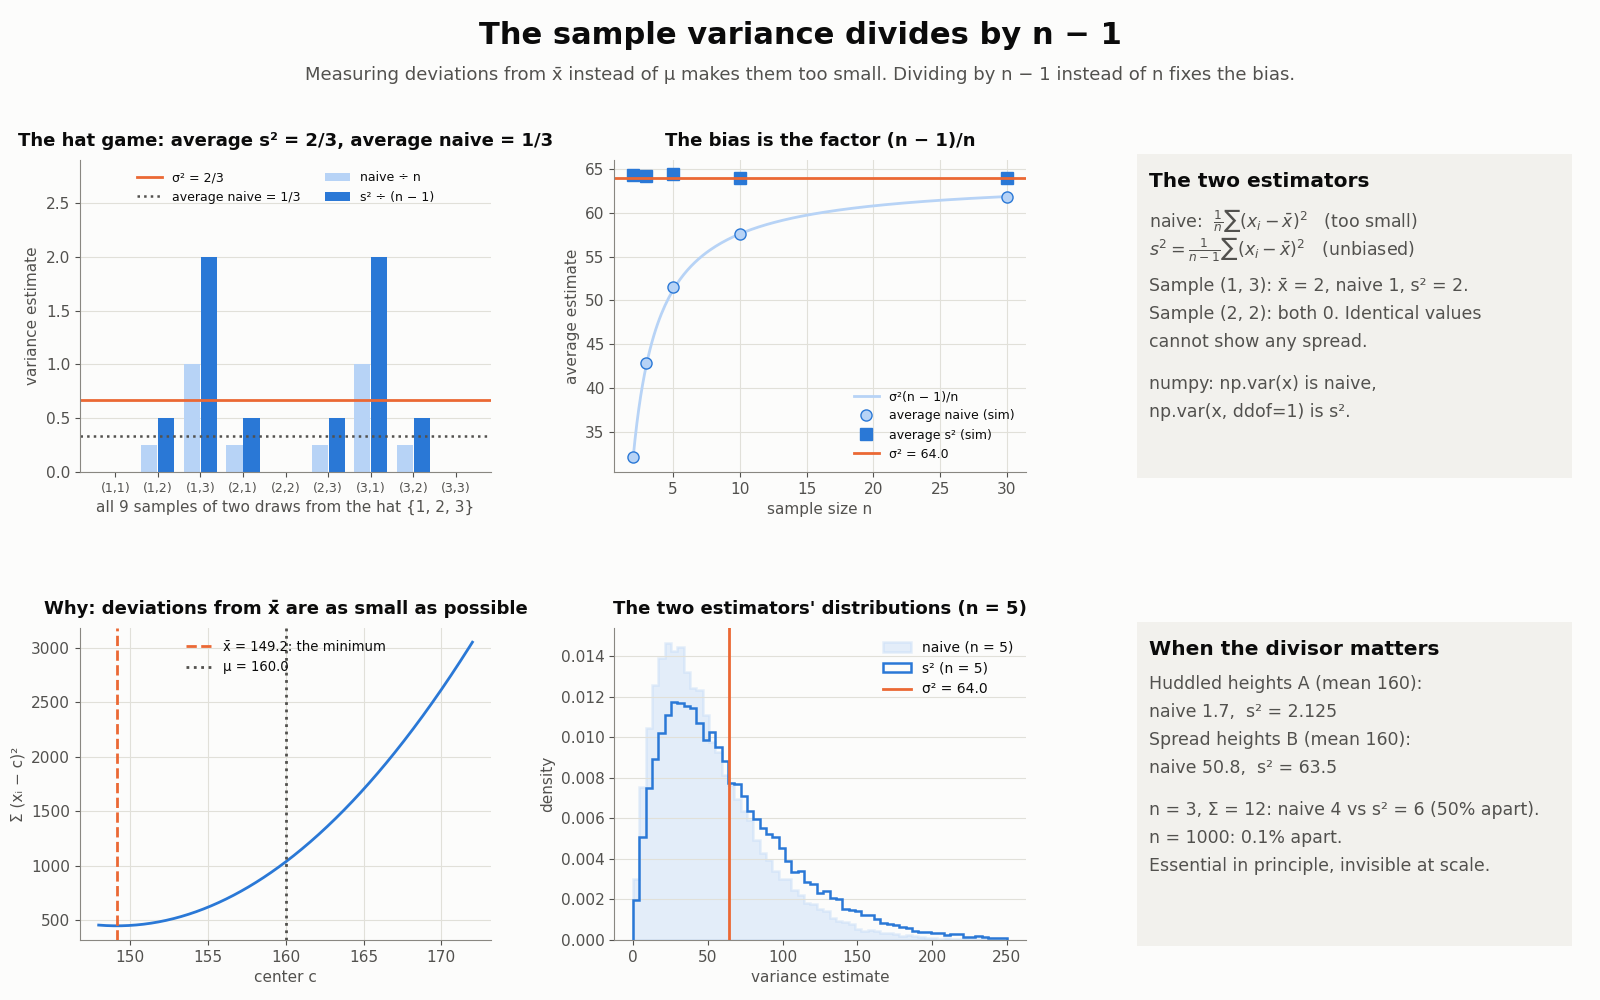 The sample variance divides by n − 1
Measuring deviations from x̄ instead of μ makes them too small. Dividing by n − 1 instead of n fixes the bias.
The hat game: average s² = 2/3, average naive = 1/3
σ² = 2/3
average naive = 1/3
naive ÷ n
s² ÷ (n − 1)
variance estimate
2.5
2.0
1.5
1.0
0.5
0.0
(1,1) (1,2) (1,3) (2,1) (2,2) (2,3) (3,1) (3,2) (3,3)
all 9 samples of two draws from the hat {1, 2, 3}
The bias is the factor (n − 1)/n
average estimate
65
60
55
50
45
40
35
σ²(n − 1)/n
average naive (sim)
average s² (sim)
σ² = 64.0
5 10 15 20 25 30
sample size n
The two estimators
naive: 1/n ∑(xᵢ − x̄)² (too small)
s² = 1/(n−1) ∑(xᵢ − x̄)² (unbiased)
Sample (1, 3): x̄ = 2, naive 1, s² = 2.
Sample (2, 2): both 0. Identical values
cannot show any spread.
numpy: np.var(x) is naive,
np.var(x, ddof=1) is s².
Why: deviations from x̄ are as small as possible
x̄ = 149.2: the minimum
μ = 160.0
Σ (xᵢ − c)²
3000
2500
2000
1500
1000
500
150 155 160 165 170
center c
The two estimators' distributions (n = 5)
naive (n = 5)
s² (n = 5)
σ² = 64.0
density
0.014
0.012
0.010
0.008
0.006
0.004
0.002
0.000
0 50 100 150 200 250
variance estimate
When the divisor matters
Huddled heights A (mean 160):
naive 1.7, s² = 2.125
Spread heights B (mean 160):
naive 50.8, s² = 63.5
n = 3, Σ = 12: naive 4 vs s² = 6 (50% apart).
n = 1000: 0.1% apart.
Essential in principle, invisible at scale.